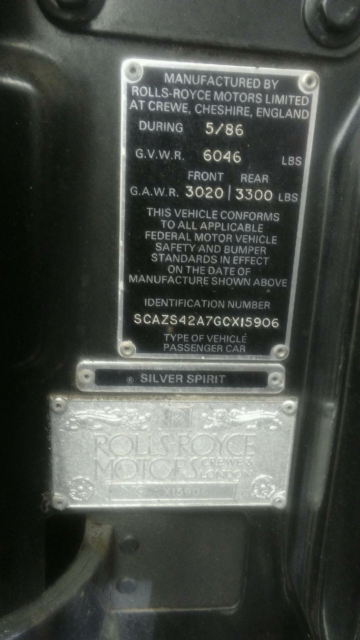 MANUFACTURED BY
ROLLS-ROYCE MOTORS LIMITED
AT CREWE, CHESHIRE, ENGLAND
DURING 5/86
G.V.W.R. 6046 LBS
FRONT REAR
G.A.W.R. 3020 | 3300 LBS
THIS VEHICLE CONFORMS
TO ALL APPLICABLE
FEDERAL MOTOR VEHICLE
SAFETY AND BUMPER
STANDARDS IN EFFECT
ON THE DATE OF
MANUFACTURE SHOWN ABOVE
IDENTIFICATION NUMBER
SCAZS42A7GCX15906
TYPE OF VEHICLE
PASSENGER CAR
® SILVER SPIRIT
ROLLS-ROYCE
MOTORS CREWE &
LONDON